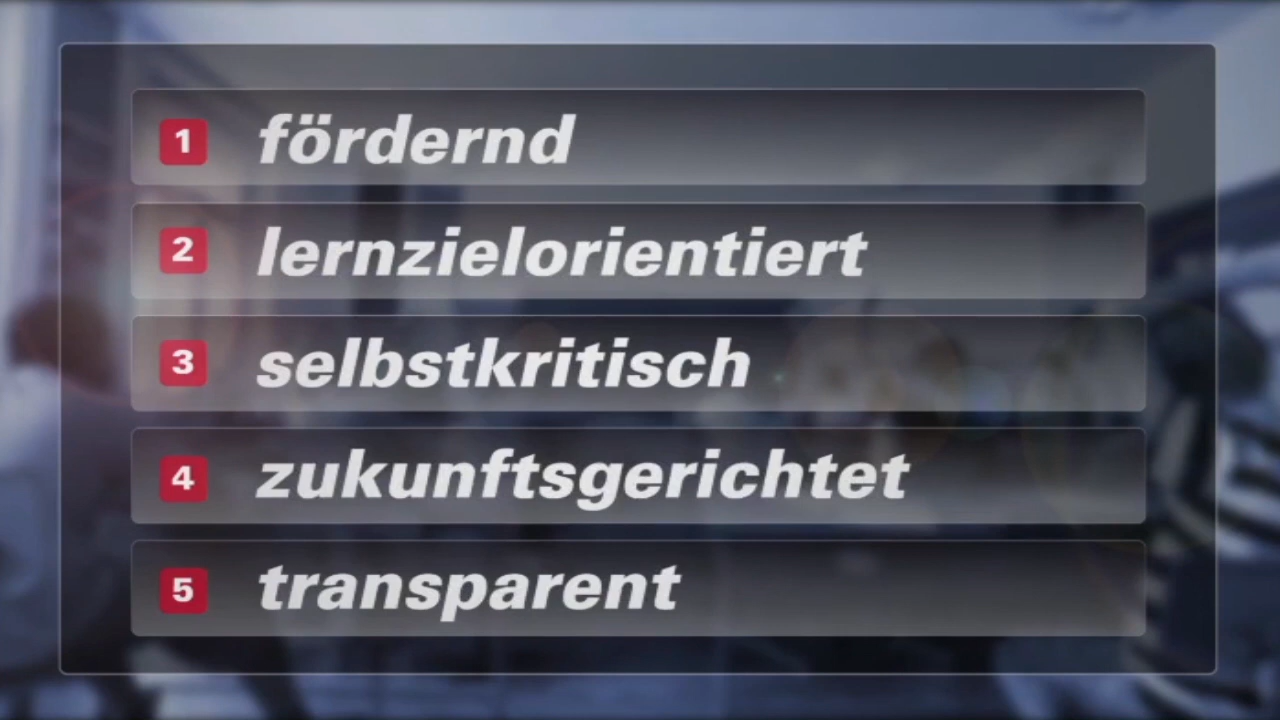 1 fördernd
2 lernzielorientiert
3 selbstkritisch
4 zukunftsgerichtet
5 transparent